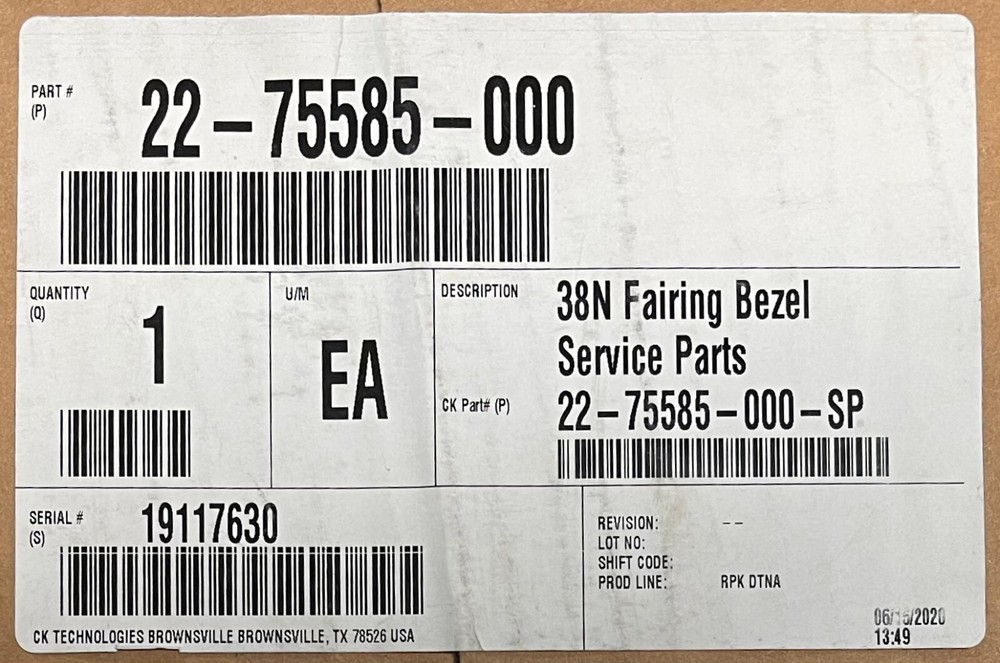 PART #
(P)
22-75585-000
QUANTITY
(Q)
1
U/M
EA
DESCRIPTION
38N Fairing Bezel
Service Parts
CK Part# (P)
22-75585-000-SP
SERIAL #
(S)
19117630
REVISION: --
LOT NO:
SHIFT CODE:
PROD LINE: RPK DTNA
CK TECHNOLOGIES BROWNSVILLE BROWNSVILLE, TX 78526 USA
13:49